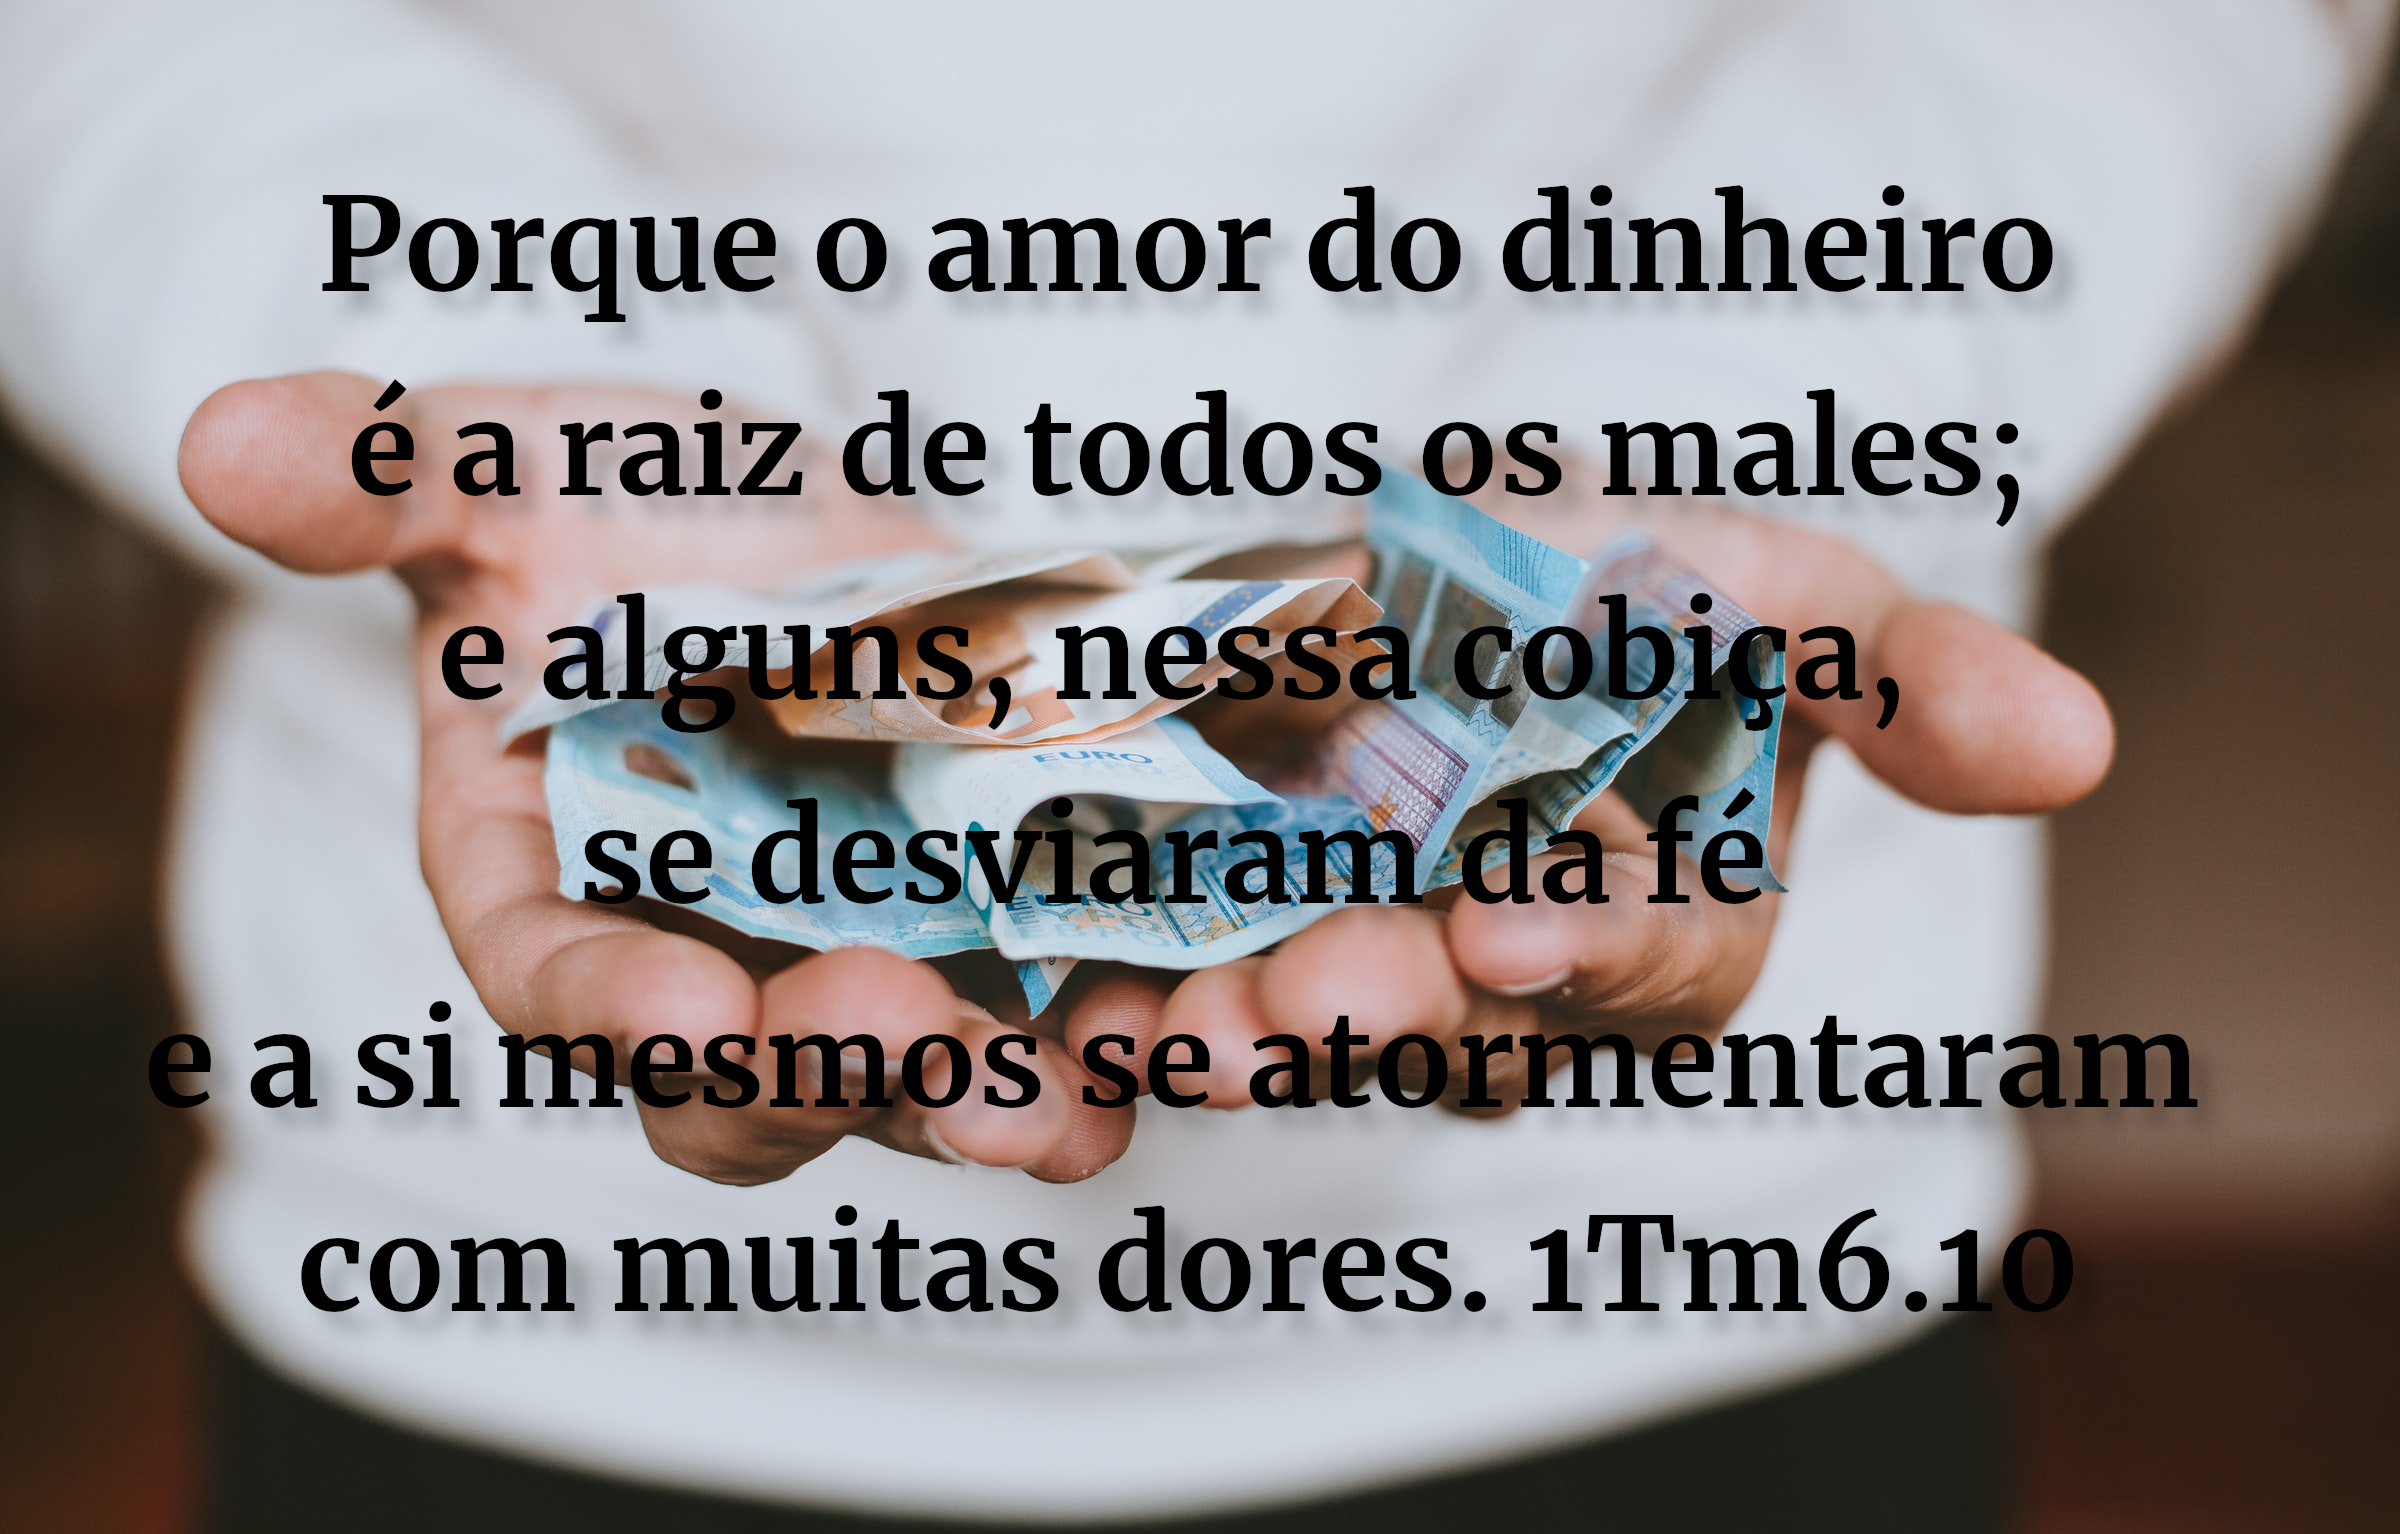 Porque o amor do dinheiro
é a raiz de todos os males;
e alguns, nessa cobiça,
EURO
se desviaram da fé
e a si mesmos se atormentaram
com muitas dores. 1Tm6.10